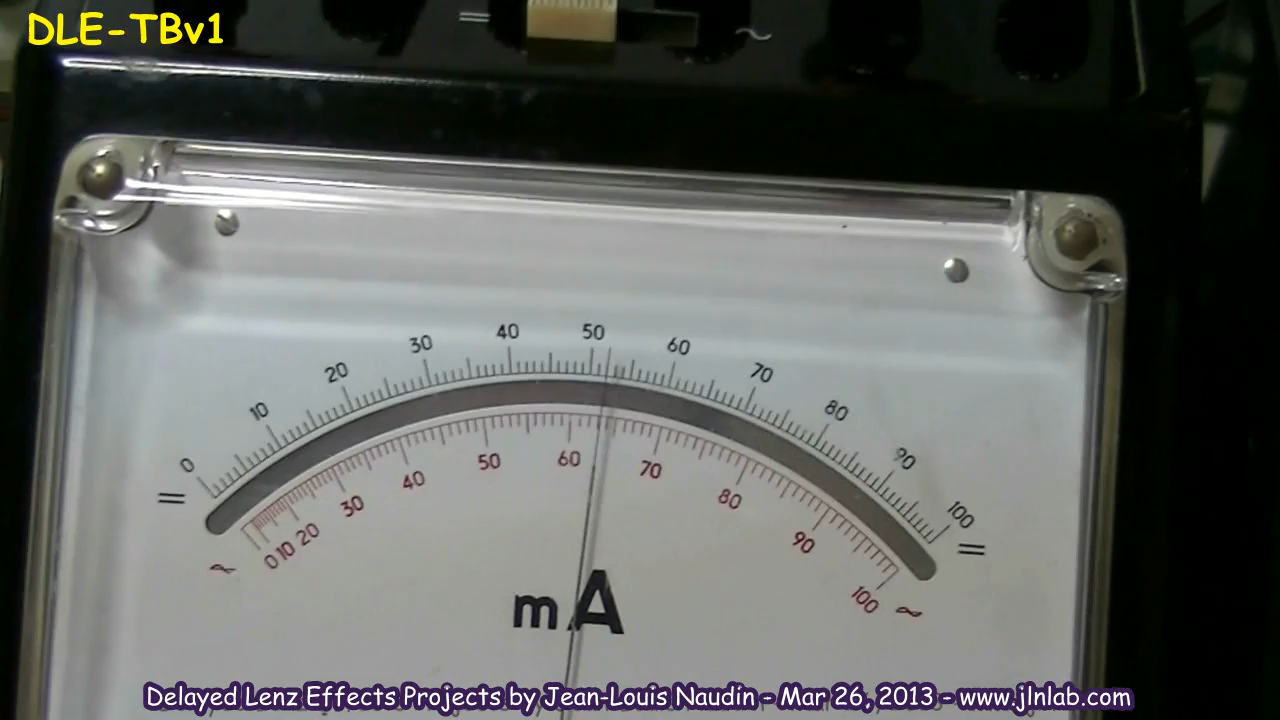 DLE-TBv1
= ~
0 10 20 30 40 50 60 70 80 90 100
= =
0 10 20 30 40 50 60 70 80 90 100
~ ~
mA
Delayed Lenz Effects Projects by Jean-Louis Naudin - Mar 26, 2013 - www.jlnlab.com